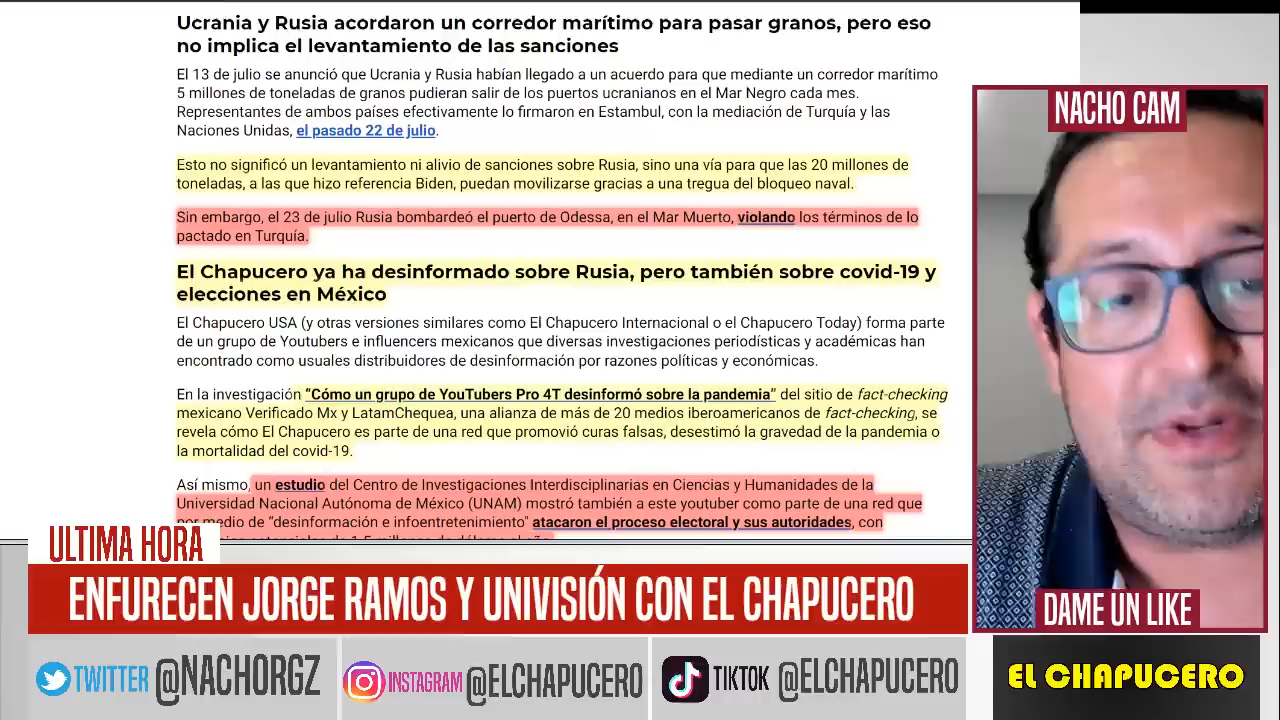 Ucrania y Rusia acordaron un corredor marítimo para pasar granos, pero eso
no implica el levantamiento de las sanciones
El 13 de julio se anunció que Ucrania y Rusia habían llegado a un acuerdo para que mediante un corredor marítimo
5 millones de toneladas de granos pudieran salir de los puertos ucranianos en el Mar Negro cada mes.
Representantes de ambos países efectivamente lo firmaron en Estambul, con la mediación de Turquía y las
Naciones Unidas, el pasado 22 de julio.
Esto no significó un levantamiento ni alivio de sanciones sobre Rusia, sino una vía para que las 20 millones de
toneladas, a las que hizo referencia Biden, puedan movilizarse gracias a una tregua del bloqueo naval.
Sin embargo, el 23 de julio Rusia bombardeó el puerto de Odessa, en el Mar Muerto, violando los términos de lo
pactado en Turquía.
El Chapucero ya ha desinformado sobre Rusia, pero también sobre covid-19 y
elecciones en México
El Chapucero USA (y otras versiones similares como El Chapucero Internacional o el Chapucero Today) forma parte
de un grupo de Youtubers e influencers mexicanos que diversas investigaciones periodísticas y académicas han
encontrado como usuales distribuidores de desinformación por razones políticas y económicas.
En la investigación “Cómo un grupo de YouTubers Pro 4T desinformó sobre la pandemia” del sitio de fact-checking
mexicano Verificado Mx y LatamChequea, una alianza de más de 20 medios iberoamericanos de fact-checking, se
revela cómo El Chapucero es parte de una red que promovió curas falsas, desestimó la gravedad de la pandemia o
la mortalidad del covid-19.
Así mismo, un estudio del Centro de Investigaciones Interdisciplinarias en Ciencias y Humanidades de la
Universidad Nacional Autónoma de México (UNAM) mostró también a este youtuber como parte de una red que
por medio de “desinformación e infoentretenimiento" atacaron el proceso electoral y sus autoridades, con
NACHO CAM
DAME UN LIKE
ULTIMA HORA
ENFURECEN JORGE RAMOS Y UNIVISIÓN CON EL CHAPUCERO
TWITTER @NACHORGZ
INSTAGRAM @ELCHAPUCERO
TIKTOK @ELCHAPUCERO
EL CHAPUCERO